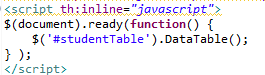 <script th:inline="javascript">
$(document).ready(function() {
    $('#studentTable').DataTable();
} );
</script>